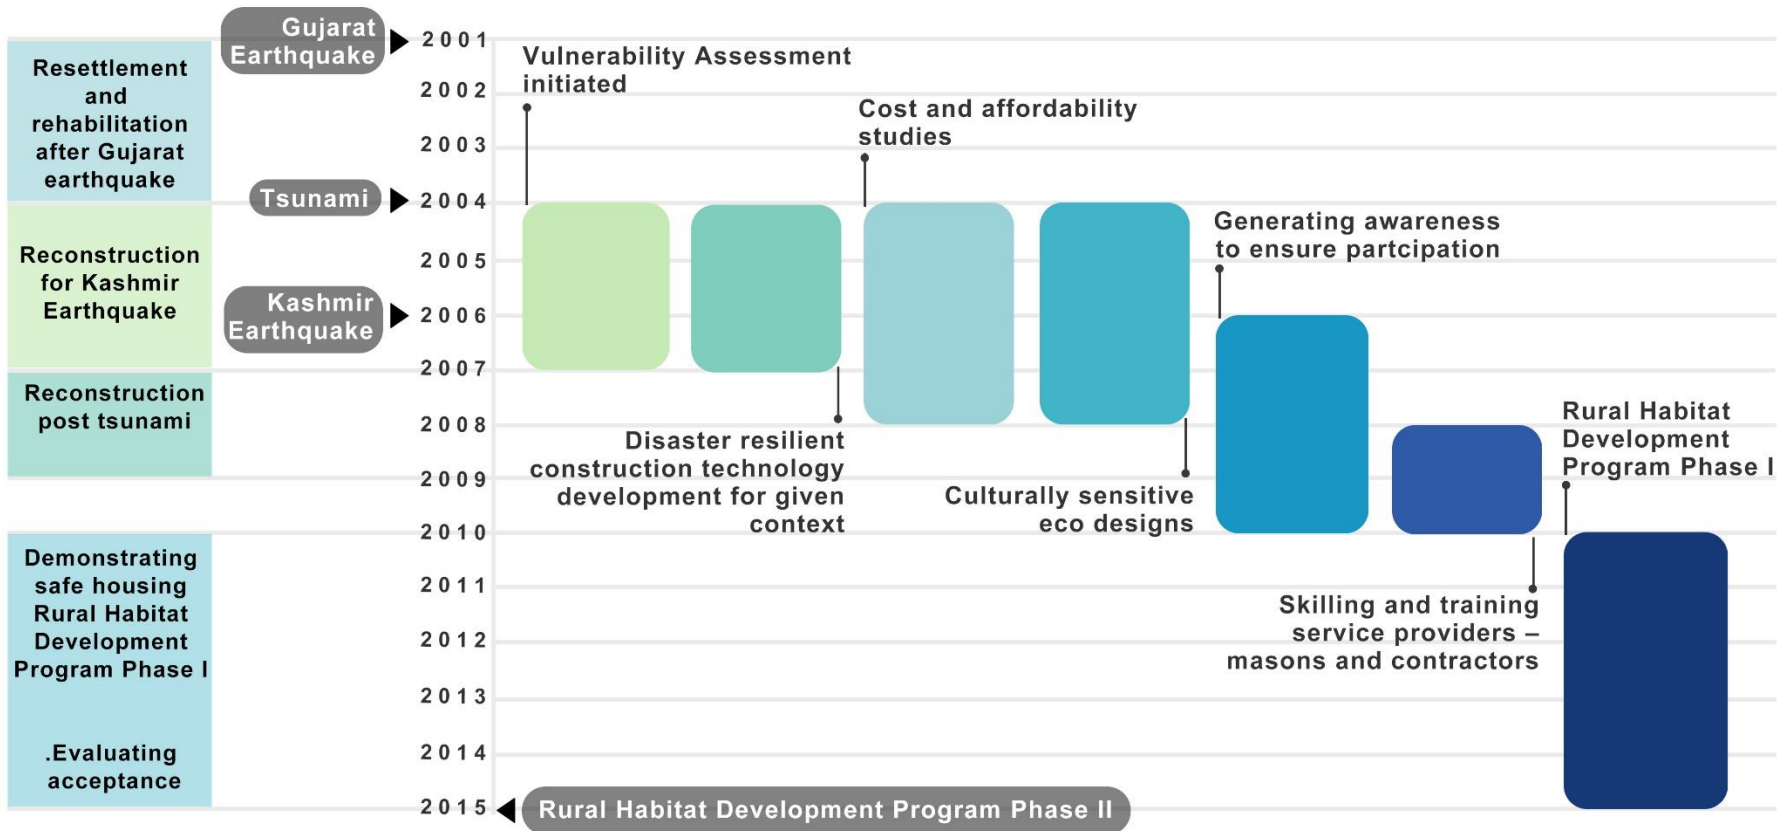 Resettlement
and
rehabilitation
after Gujarat
earthquake
Reconstruction
for Kashmir
Earthquake
Reconstruction
post tsunami
Demonstrating
safe housing
Rural Habitat
Development
Program Phase I
.Evaluating
acceptance
Gujarat
Earthquake
Tsunami
Kashmir
Earthquake
2001
2002
2003
2004
2005
2006
2007
2008
2009
2010
2011
2012
2013
2014
2015
Vulnerability Assessment
initiated
Cost and affordability
studies
Generating awareness
to ensure partcipation
Disaster resilient
construction technology
development for given
context
Culturally sensitive
eco designs
Rural Habitat
Development
Program Phase I
Skilling and training
service providers –
masons and contractors
Rural Habitat Development Program Phase II